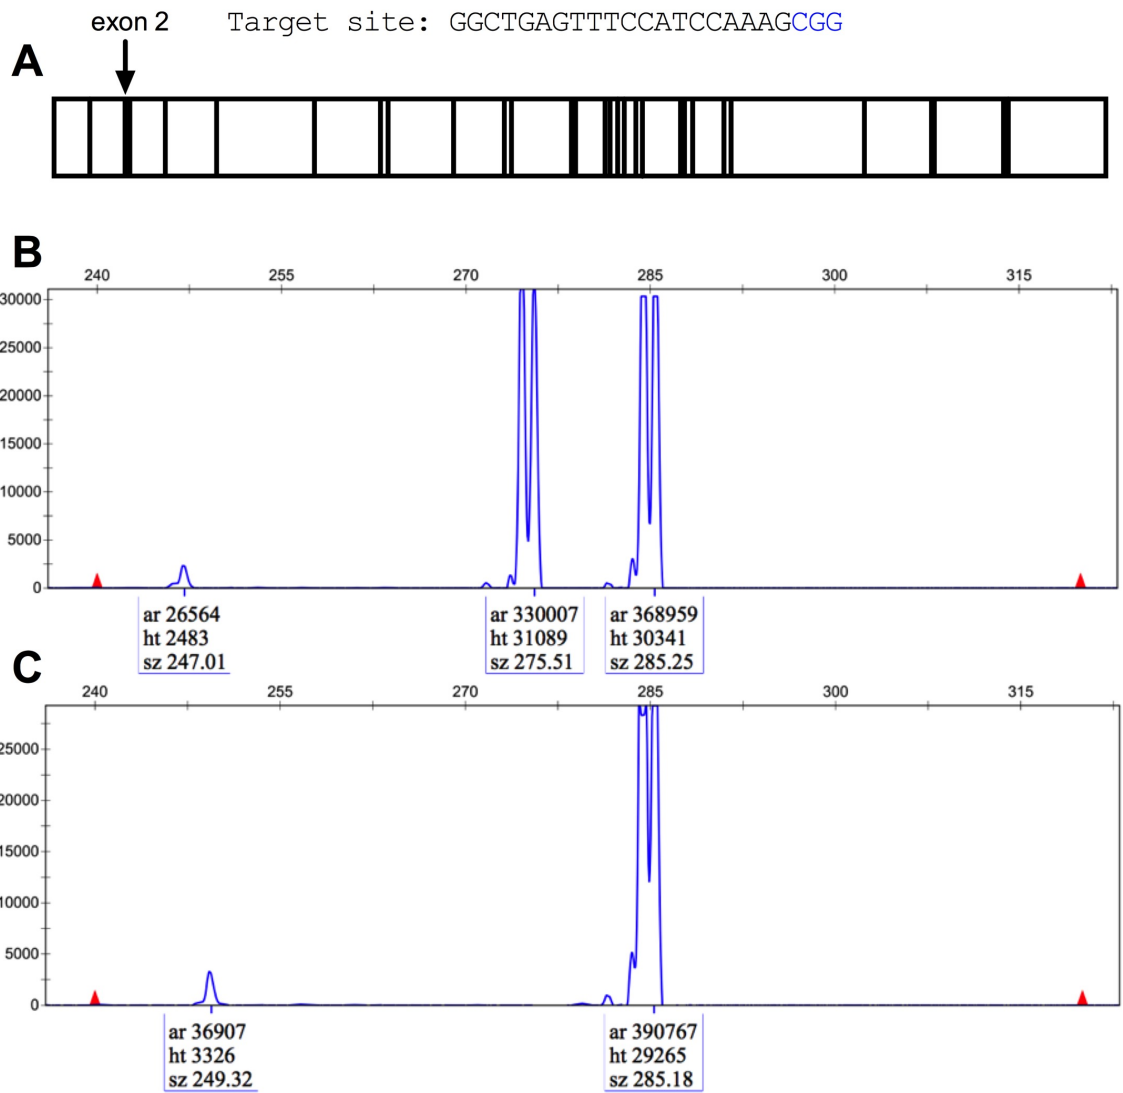 exon 2 Target site: GGCTGAGTTTCCATCCAAAGCGG
A
B
240 255 270 285 300 315
30000
25000
20000
15000
10000
5000
0
ar 26564 ar 330007 ar 368959
ht 2483 ht 31089 ht 30341
sz 247.01 sz 275.51 sz 285.25
C
240 255 270 285 300 315
25000
20000
15000
10000
5000
0
ar 36907 ar 390767
ht 3326 ht 29265
sz 249.32 sz 285.18